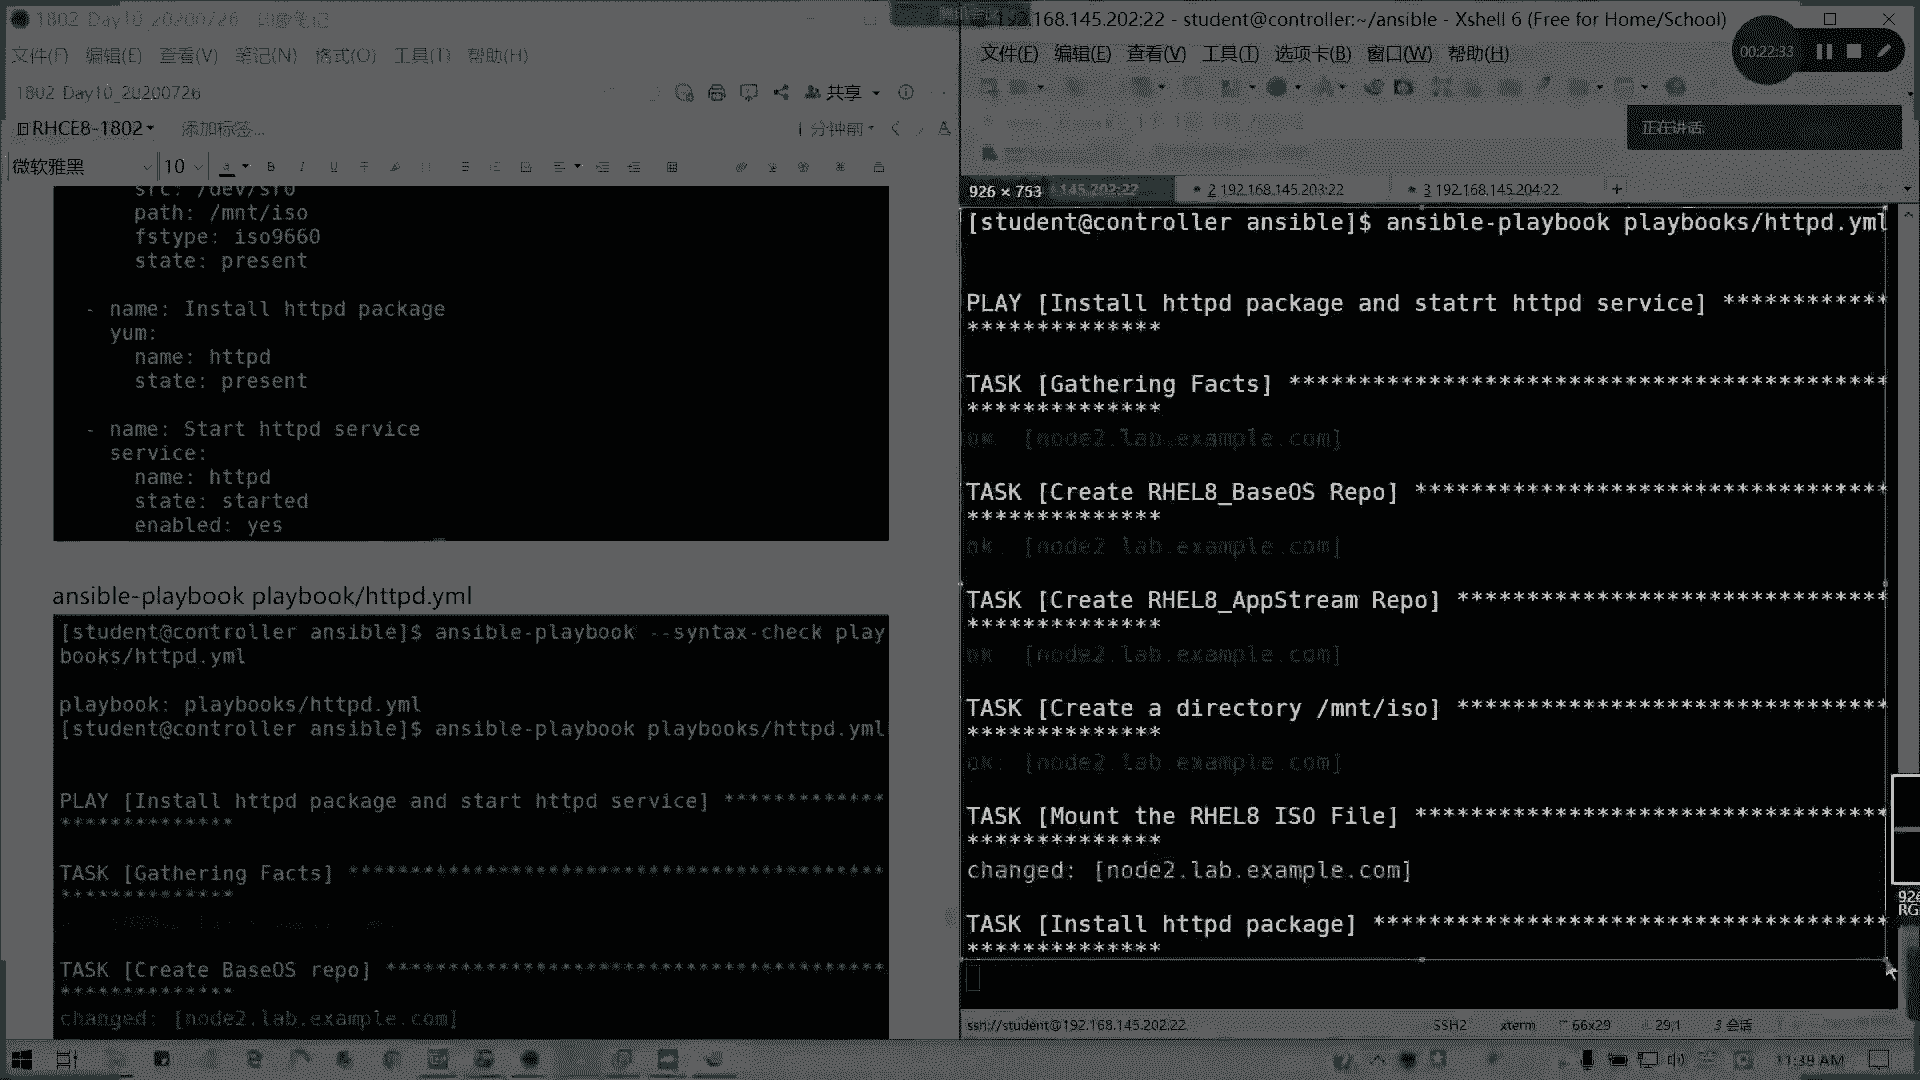 1802 Day10_20200726 - 印象笔记
文件(F) 编辑(E) 查看(V) 笔记(N) 格式(O) 工具(T) 帮助(H)
1802 Day10_20200726
共享
RHCE8-1802
添加标签...
1 分钟前
微软雅黑
10
src: /dev/sr0
path: /mnt/iso
fstype: iso9660
state: present
- name: Install httpd package
yum:
name: httpd
state: present
- name: Start httpd service
service:
name: httpd
state: started
enabled: yes
ansible-playbook playbook/httpd.yml
[student@controller ansible]$ ansible-playbook --syntax-check play
books/httpd.yml
playbook: playbooks/httpd.yml
[student@controller ansible]$ ansible-playbook playbooks/httpd.yml
PLAY [Install httpd package and start httpd service] *************
**************
TASK [Gathering Facts] *******************************************
**************
TASK [Create BaseOS repo] ****************************************
**************
changed: [node2.lab.example.com]
192.168.145.202:22 - student@controller:~/ansible - Xshell 6 (Free for Home/School)
文件(F) 编辑(E) 查看(V) 工具(T) 选项卡(B) 窗口(W) 帮助(H)
00:22:33
正在讲话:
926 × 753
145.202:22
2 192.168.145.203:22
3 192.168.145.204:22
[student@controller ansible]$ ansible-playbook playbooks/httpd.yml
PLAY [Install httpd package and statrt httpd service] ************
**************
TASK [Gathering Facts] *******************************************
**************
ok: [node2.lab.example.com]
TASK [Create RHEL8_BaseOS Repo] **********************************
**************
ok: [node2.lab.example.com]
TASK [Create RHEL8_AppStream Repo] *******************************
**************
ok: [node2.lab.example.com]
TASK [Create a directory /mnt/iso] *******************************
**************
ok: [node2.lab.example.com]
TASK [Mount the RHEL8 ISO File] **********************************
**************
changed: [node2.lab.example.com]
TASK [Install httpd package] *************************************
**************
ssh://student@192.168.145.202:22
SSH2
xterm
66x29
29,1
3 会话
11:38 AM